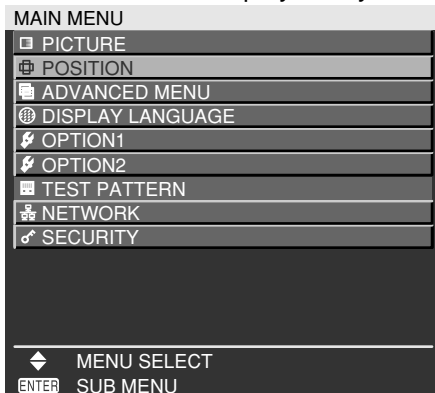 MAIN MENU
PICTURE
POSITION
ADVANCED MENU
DISPLAY LANGUAGE
OPTION1
OPTION2
TEST PATTERN
NETWORK
SECURITY
MENU SELECT
ENTER SUB MENU